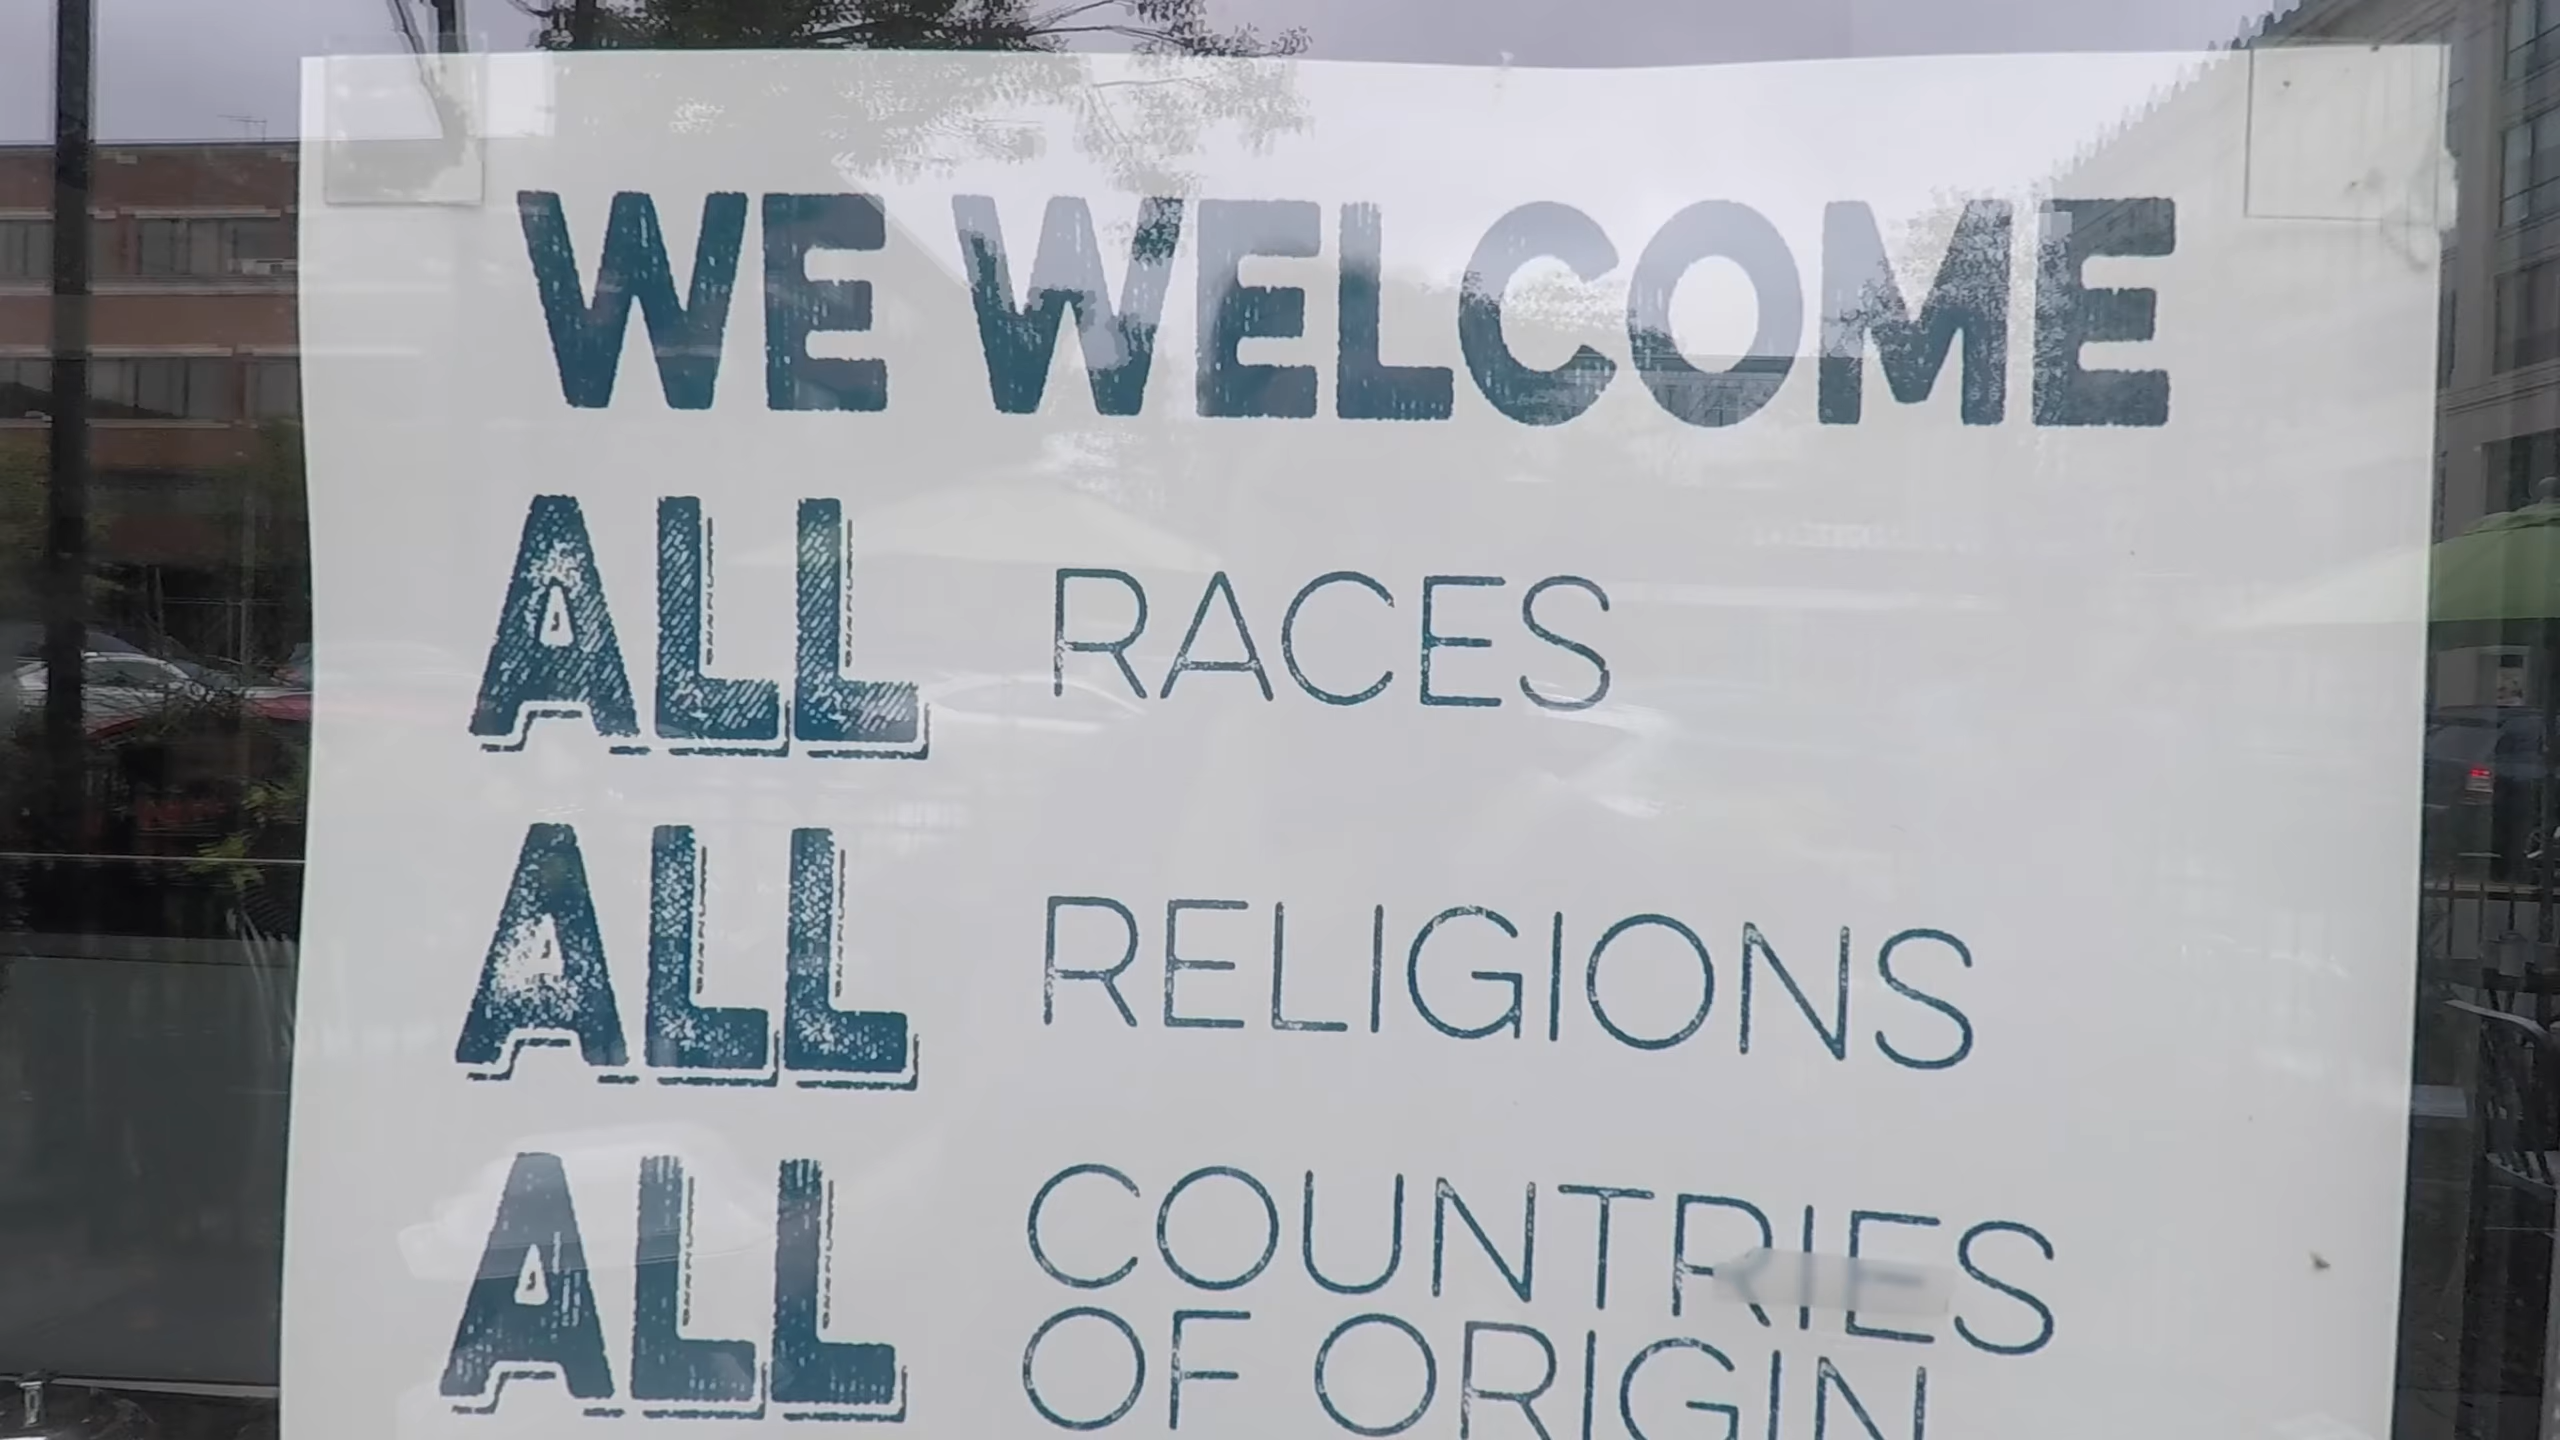 WE WELCOME
ALL RACES
ALL RELIGIONS
ALL COUNTRIES
OF ORIGIN